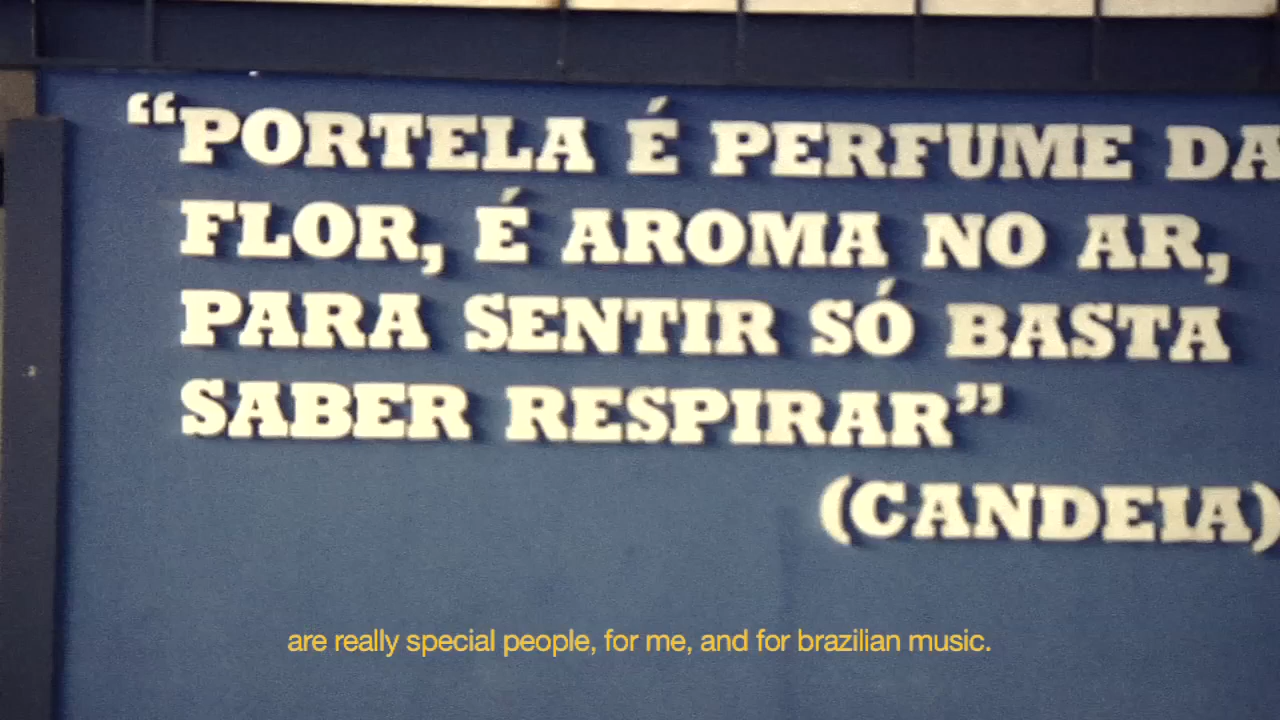 “PORTELA É PERFUME DA
FLOR, É AROMA NO AR,
PARA SENTIR SÓ BASTA
SABER RESPIRAR”
(CANDEIA)
are really special people, for me, and for brazilian music.